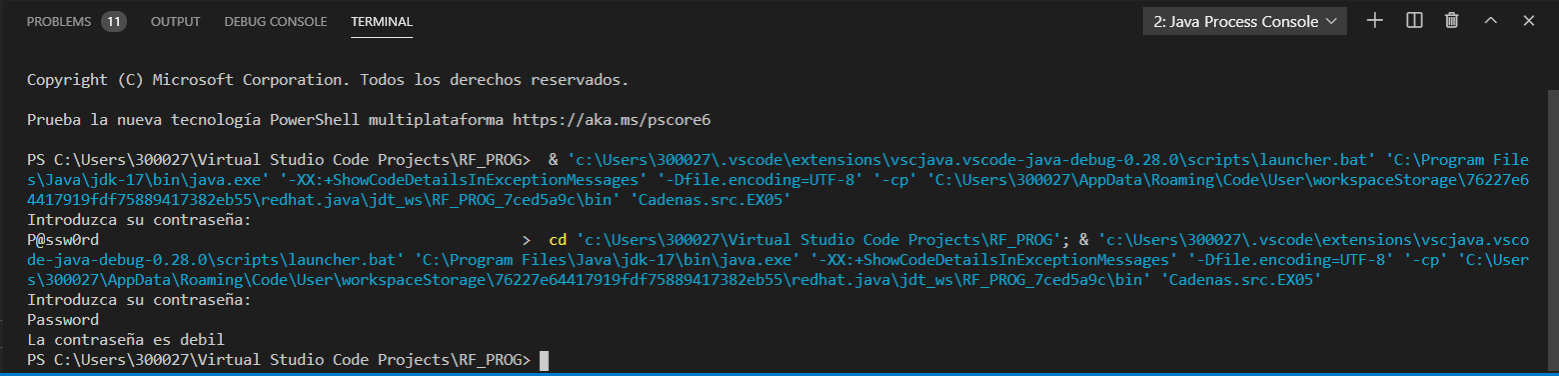 PROBLEMS 11 OUTPUT DEBUG CONSOLE TERMINAL 2: Java Process Console
Copyright (C) Microsoft Corporation. Todos los derechos reservados.
Prueba la nueva tecnología PowerShell multiplataforma https://aka.ms/pscore6
PS C:\Users\300027\Virtual Studio Code Projects\RF_PROG>  & 'c:\Users\300027\.vscode\extensions\vscjava.vscode-java-debug-0.28.0\scripts\launcher.bat' 'C:\Program File
s\Java\jdk-17\bin\java.exe' '-XX:+ShowCodeDetailsInExceptionMessages' '-Dfile.encoding=UTF-8' '-cp' 'C:\Users\300027\AppData\Roaming\Code\User\workspaceStorage\76227e6
4417919fdf75889417382eb55\redhat.java\jdt_ws\RF_PROG_7ced5a9c\bin' 'Cadenas.src.EX05'
Introduzca su contraseña:
P@ssw0rd > cd 'c:\Users\300027\Virtual Studio Code Projects\RF_PROG'; & 'c:\Users\300027\.vscode\extensions\vscjava.vsco
de-java-debug-0.28.0\scripts\launcher.bat' 'C:\Program Files\Java\jdk-17\bin\java.exe' '-XX:+ShowCodeDetailsInExceptionMessages' '-Dfile.encoding=UTF-8' '-cp' 'C:\User
s\300027\AppData\Roaming\Code\User\workspaceStorage\76227e64417919fdf75889417382eb55\redhat.java\jdt_ws\RF_PROG_7ced5a9c\bin' 'Cadenas.src.EX05'
Introduzca su contraseña:
Password
La contraseña es debil
PS C:\Users\300027\Virtual Studio Code Projects\RF_PROG>